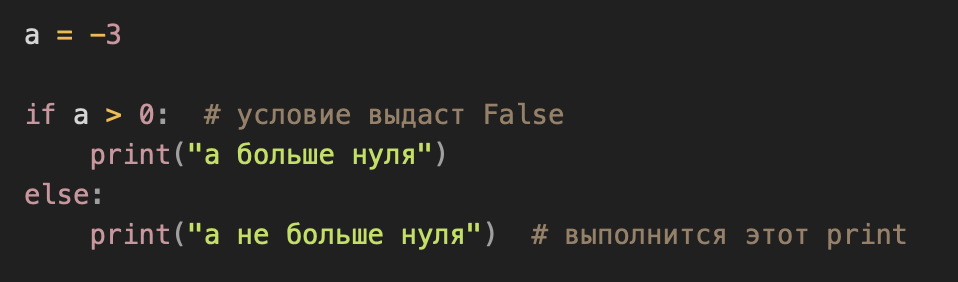 a = -3
if a > 0:  # условие выдаст False
    print("a больше нуля")
else:
    print("a не больше нуля")  # выполнится этот print